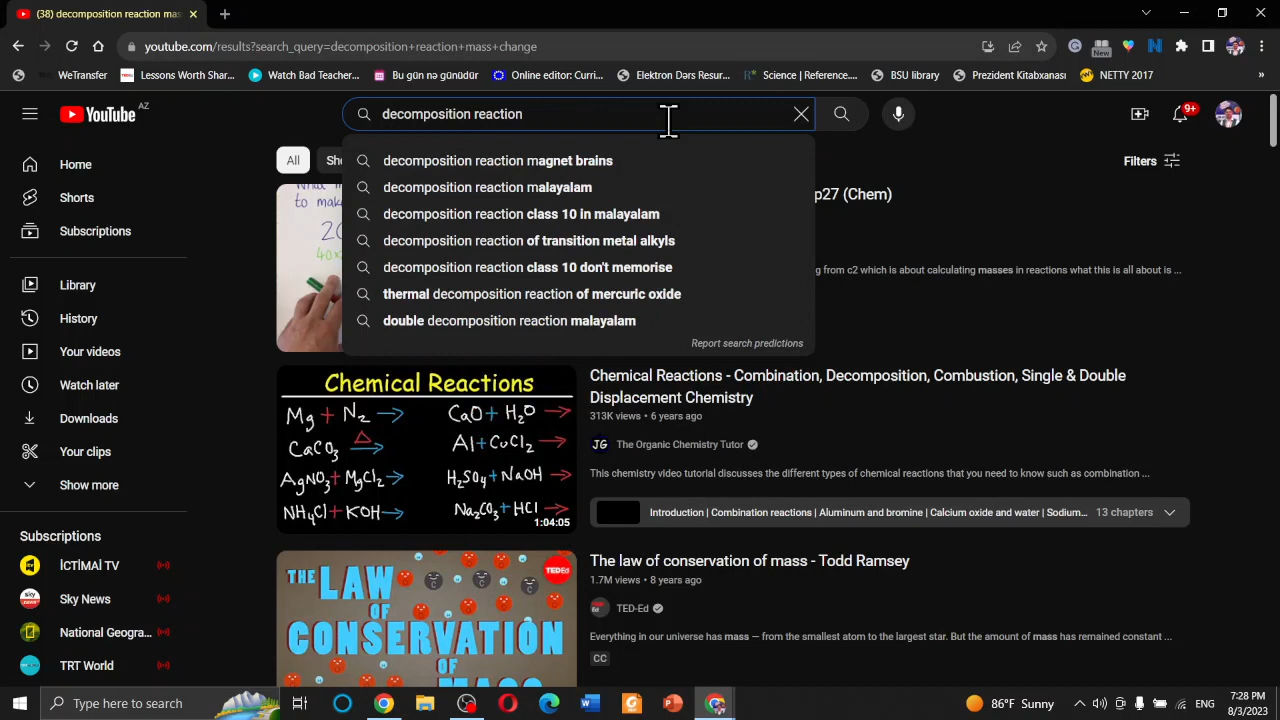 (38) decomposition reaction mas
youtube.com/results?search_query=decomposition+reaction+mass+change
New
WeTransfer
Lessons Worth Shar...
Watch Bad Teacher...
Bu gün nə günüdür
Online editor: Curri...
Elektron Dərs Resur...
Science | Reference....
BSU library
Prezident Kitabxanası
NETTY 2017
»
YouTube AZ
decomposition reaction
9+
Home
Shorts
Subscriptions
Library
History
Your videos
Watch later
Downloads
Your clips
Show more
Subscriptions
İCTİMAİ TV
Sky News
National Geogra...
TRT World
All
Sho
Filters
decomposition reaction magnet brains
decomposition reaction malayalam
decomposition reaction class 10 in malayalam
decomposition reaction of transition metal alkyls
decomposition reaction class 10 don't memorise
thermal decomposition reaction of mercuric oxide
double decomposition reaction malayalam
Report search predictions
to mak
p27 (Chem)
g from c2 which is about calculating masses in reactions what this is all about is ...
Chemical Reactions
Mg + N₂ →
CaO + H₂O →
CaCO₃ Δ→
Al + CuCl₂ →
AgNO₃ + MgCl₂ →
H₂SO₄ + NaOH →
NH₄Cl + KOH →
Na₂CO₃ + HCl →
1:04:05
Chemical Reactions - Combination, Decomposition, Combustion, Single & Double
Displacement Chemistry
313K views • 6 years ago
JG The Organic Chemistry Tutor
This chemistry video tutorial discusses the different types of chemical reactions that you need to know such as combination ...
Introduction | Combination reactions | Aluminum and bromine | Calcium oxide and water | Sodium...
13 chapters
THE LAW
OF
CONSERVATION
OF
MASS
TEDEd
The law of conservation of mass - Todd Ramsey
1.7M views • 8 years ago
TED-Ed
Everything in our universe has mass — from the smallest atom to the largest star. But the amount of mass has remained constant ...
CC
Type here to search
86°F Sunny
ENG
7:28 PM
8/3/2023